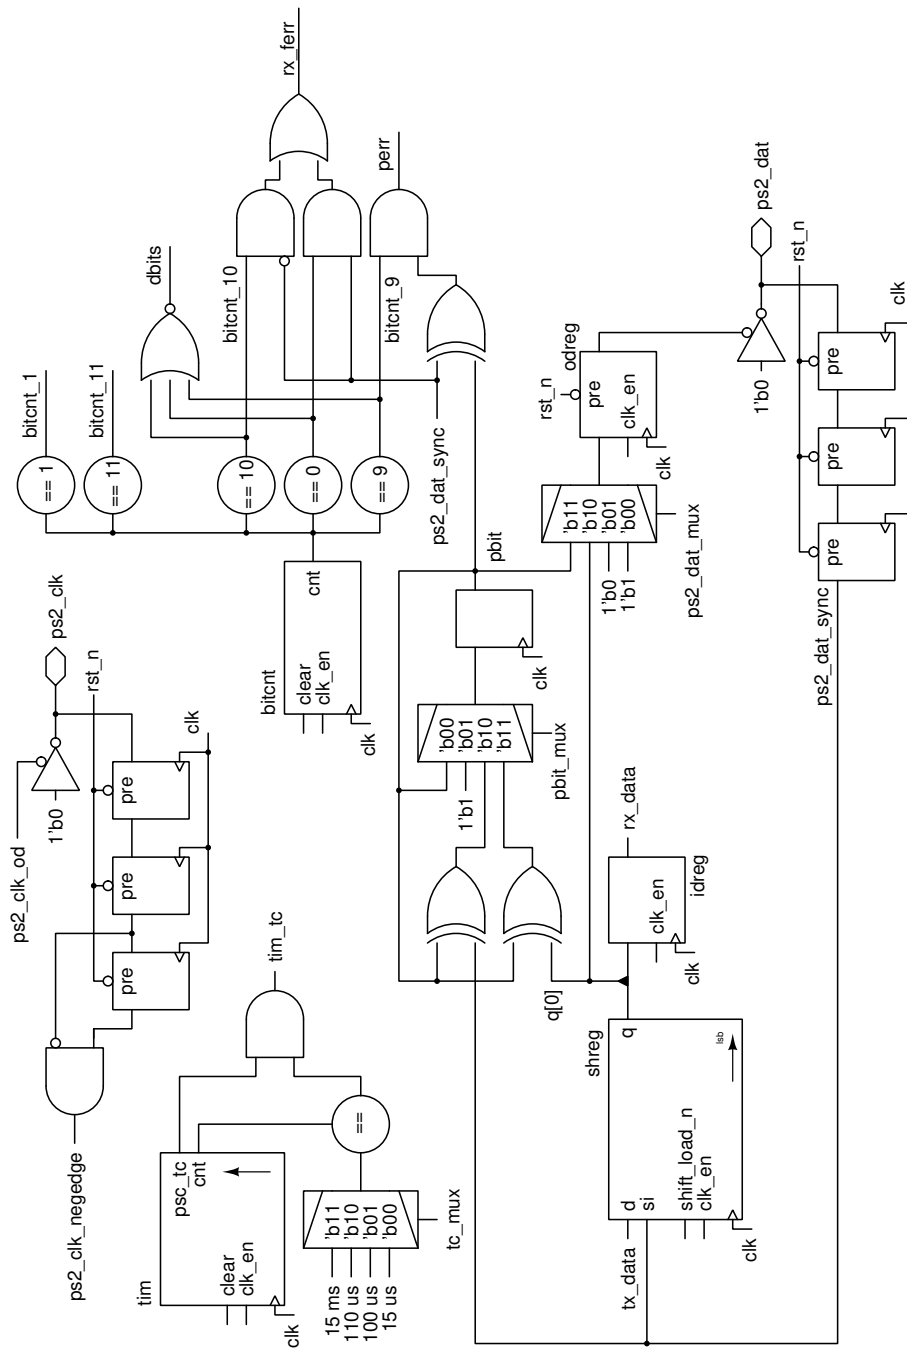 ps2_clk_od
1'b0
ps2_clk
rst_n
pre
pre
pre
clk
ps2_clk_negedge
tim
psc_tc
cnt
clear
clk_en
clk
15 ms
110 us
100 us
15 us
'b11
'b10
'b01
'b00
tc_mux
==
tim_tc
bitcnt
cnt
clear
clk_en
clk
== 1
== 11
== 10
== 0
== 9
bitcnt_1
bitcnt_11
dbits
bitcnt_10
bitcnt_9
rx_ferr
perr
ps2_dat_sync
pbit
'b00
'b01
'b10
'b11
1'b1
pbit_mux
clk
q[0]
shreg
d
si
q
lsb
shift_load_n
clk_en
clk
tx_data
idreg
clk_en
clk
rx_data
'b11
'b10
'b01
'b00
1'b0
1'b1
ps2_dat_mux
odreg
rst_n
pre
clk_en
clk
1'b0
ps2_dat
rst_n
pre
pre
pre
clk
ps2_dat_sync